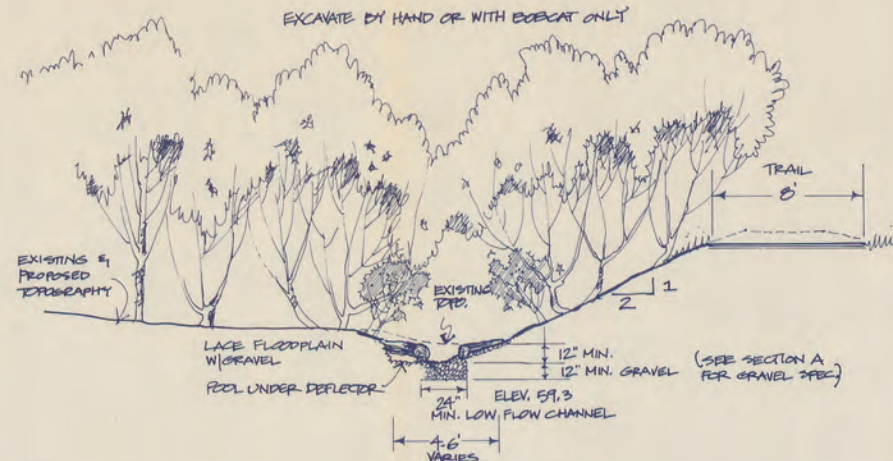 EXCAVATE BY HAND OR WITH BOBCAT ONLY
TRAIL
8'
EXISTING &
PROPOSED
TOPOGRAPHY
EXISTING
TOPO.
2
1
LACE FLOODPLAIN
W/GRAVEL
POOL UNDER DEFLECTOR
12" MIN.
12" MIN. GRAVEL
(SEE SECTION A
FOR GRAVEL SPEC)
24"
ELEV. 59.3
MIN. LOW FLOW CHANNEL
4-6'
VARIES